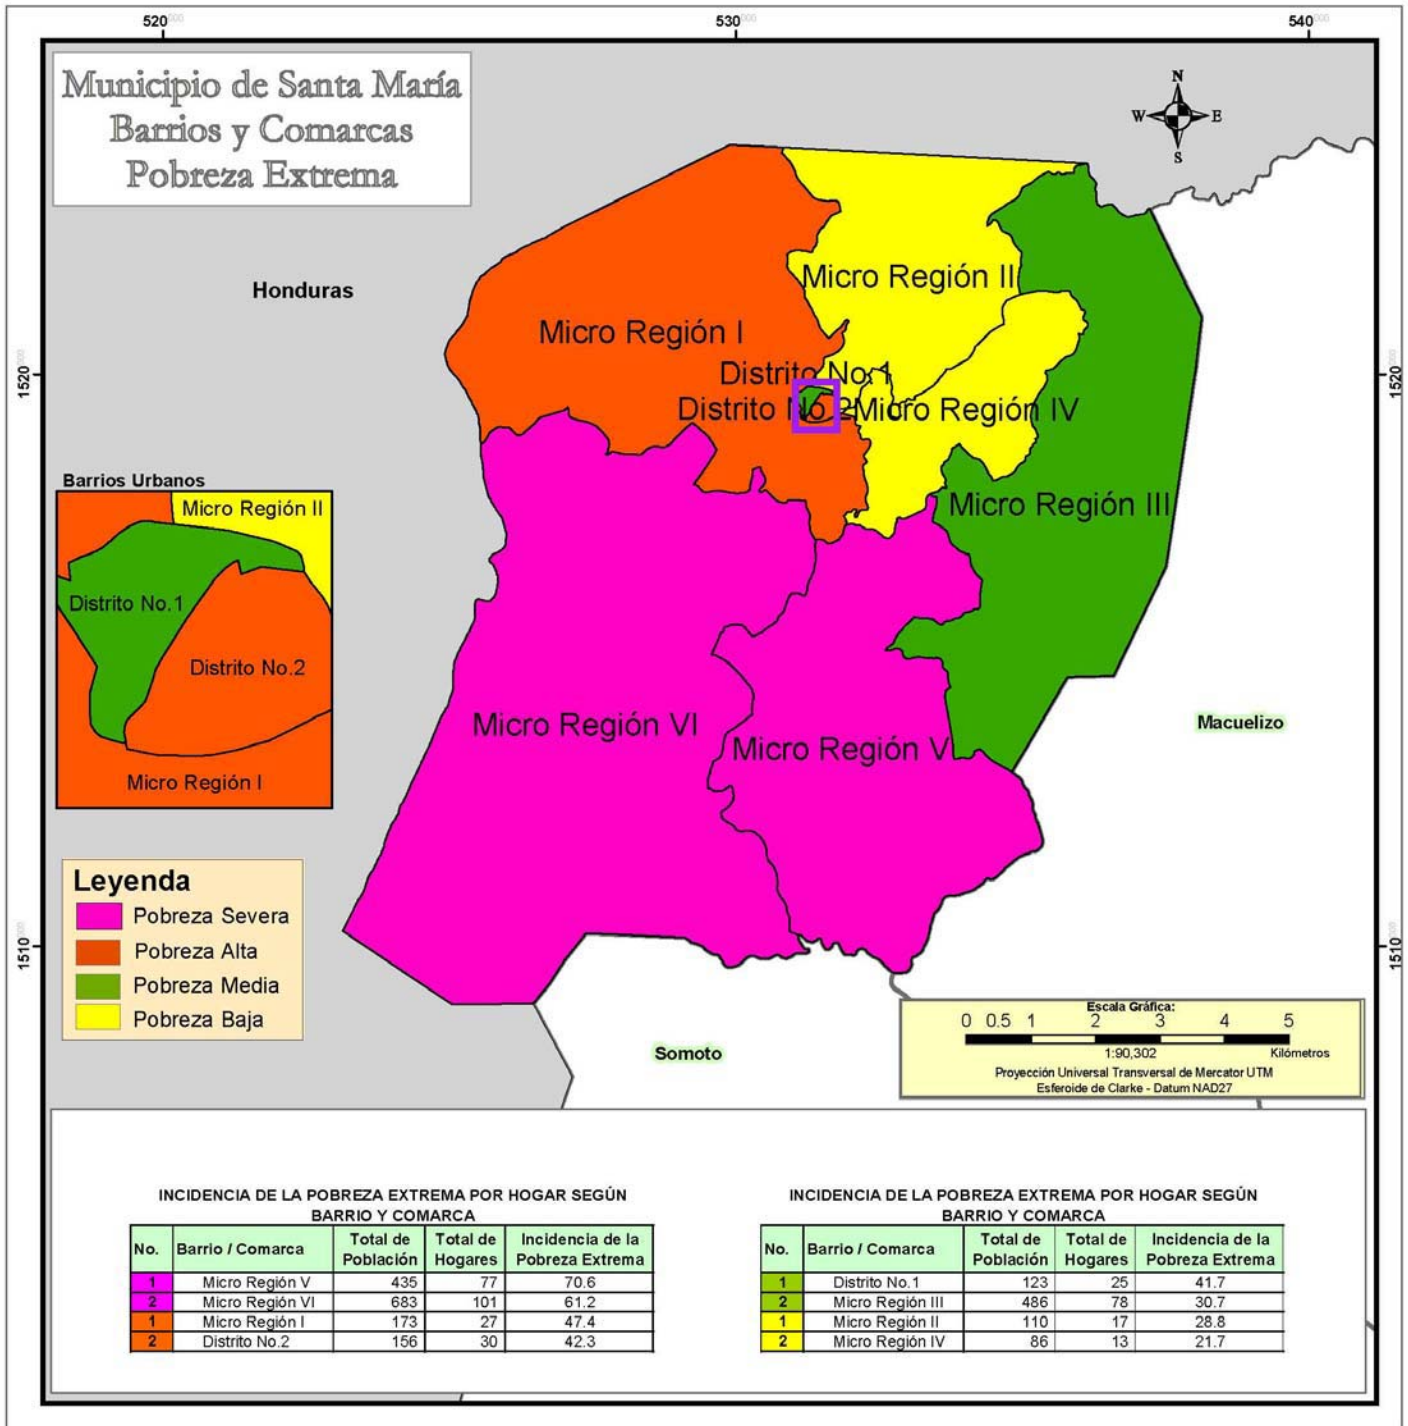 520000
530000
540000
Municipio de Santa María
Barrios y Comarcas
Pobreza Extrema
N
W E
S
Honduras
Micro Región II
Micro Región I
1520000
1520000
Distrito No.1
Distrito No.2
Micro Región IV
Micro Región III
Barrios Urbanos
Micro Región II
Distrito No.1
Distrito No.2
Micro Región I
Micro Región VI
Micro Región V
Macuelizo
Leyenda
Pobreza Severa
Pobreza Alta
Pobreza Media
Pobreza Baja
1510000
1510000
Somoto
Escala Gráfica:
0 0.5 1 2 3 4 5
1:90,302 Kilómetros
Proyección Universal Transversal de Mercator UTM
Esferoide de Clarke - Datum NAD27
INCIDENCIA DE LA POBREZA EXTREMA POR HOGAR SEGÚN
BARRIO Y COMARCA
No. Barrio / Comarca Total de Población Total de Hogares Incidencia de la Pobreza Extrema
1 Micro Región V 435 77 70.6
2 Micro Región VI 683 101 61.2
1 Micro Región I 173 27 47.4
2 Distrito No.2 156 30 42.3
INCIDENCIA DE LA POBREZA EXTREMA POR HOGAR SEGÚN
BARRIO Y COMARCA
No. Barrio / Comarca Total de Población Total de Hogares Incidencia de la Pobreza Extrema
1 Distrito No.1 123 25 41.7
2 Micro Región III 486 78 30.7
1 Micro Región II 110 17 28.8
2 Micro Región IV 86 13 21.7